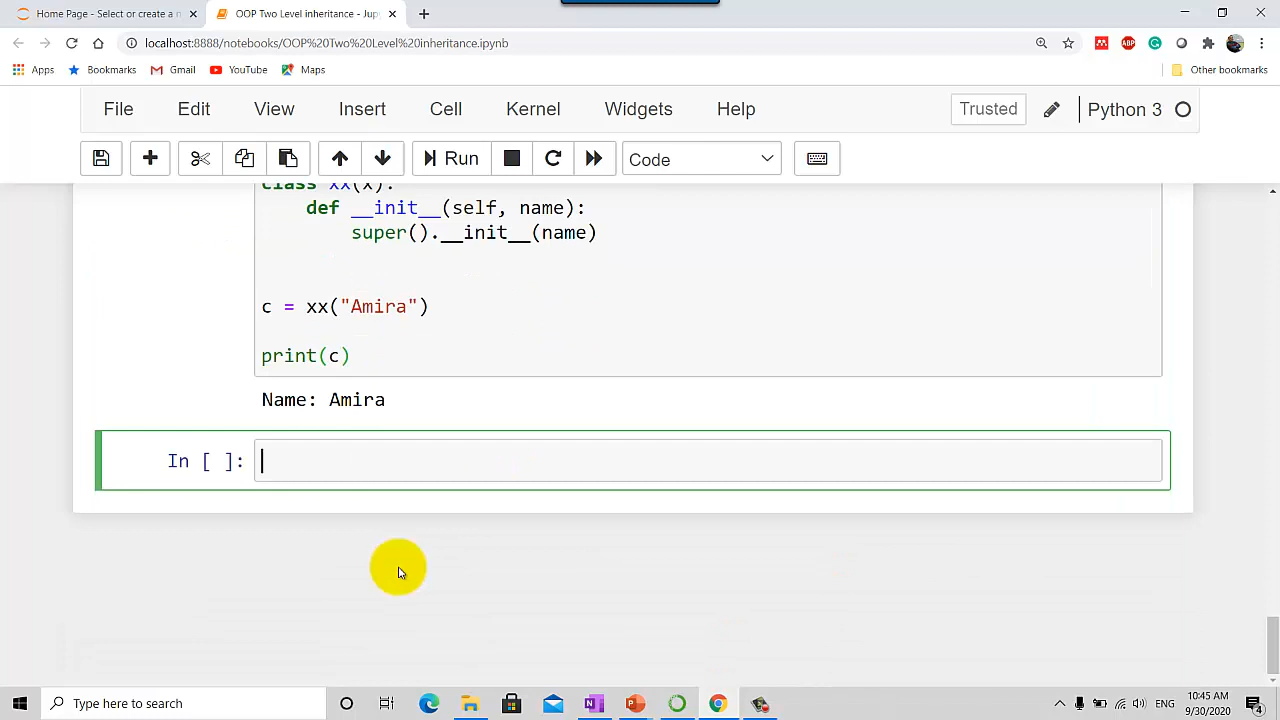 Home Page - Select or create a n
OOP Two Level inheritance - Jup
localhost:8888/notebooks/OOP%20Two%20Level%20inheritance.ipynb
Apps
Bookmarks
Gmail
YouTube
Maps
Other bookmarks
File
Edit
View
Insert
Cell
Kernel
Widgets
Help
Trusted
Python 3
Run
Code
class xx(x):
def __init__(self, name):
super().__init__(name)
c = xx("Amira")
print(c)
Name: Amira
In [ ]:
Type here to search
ENG
10:45 AM
9/30/2020
4